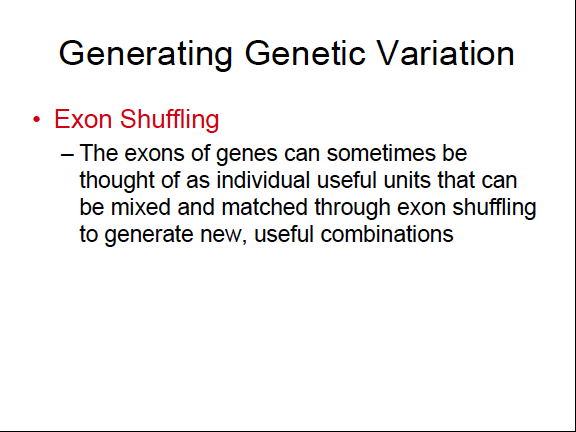 Generating Genetic Variation
• Exon Shuffling
– The exons of genes can sometimes be
thought of as individual useful units that can
be mixed and matched through exon shuffling
to generate new, useful combinations